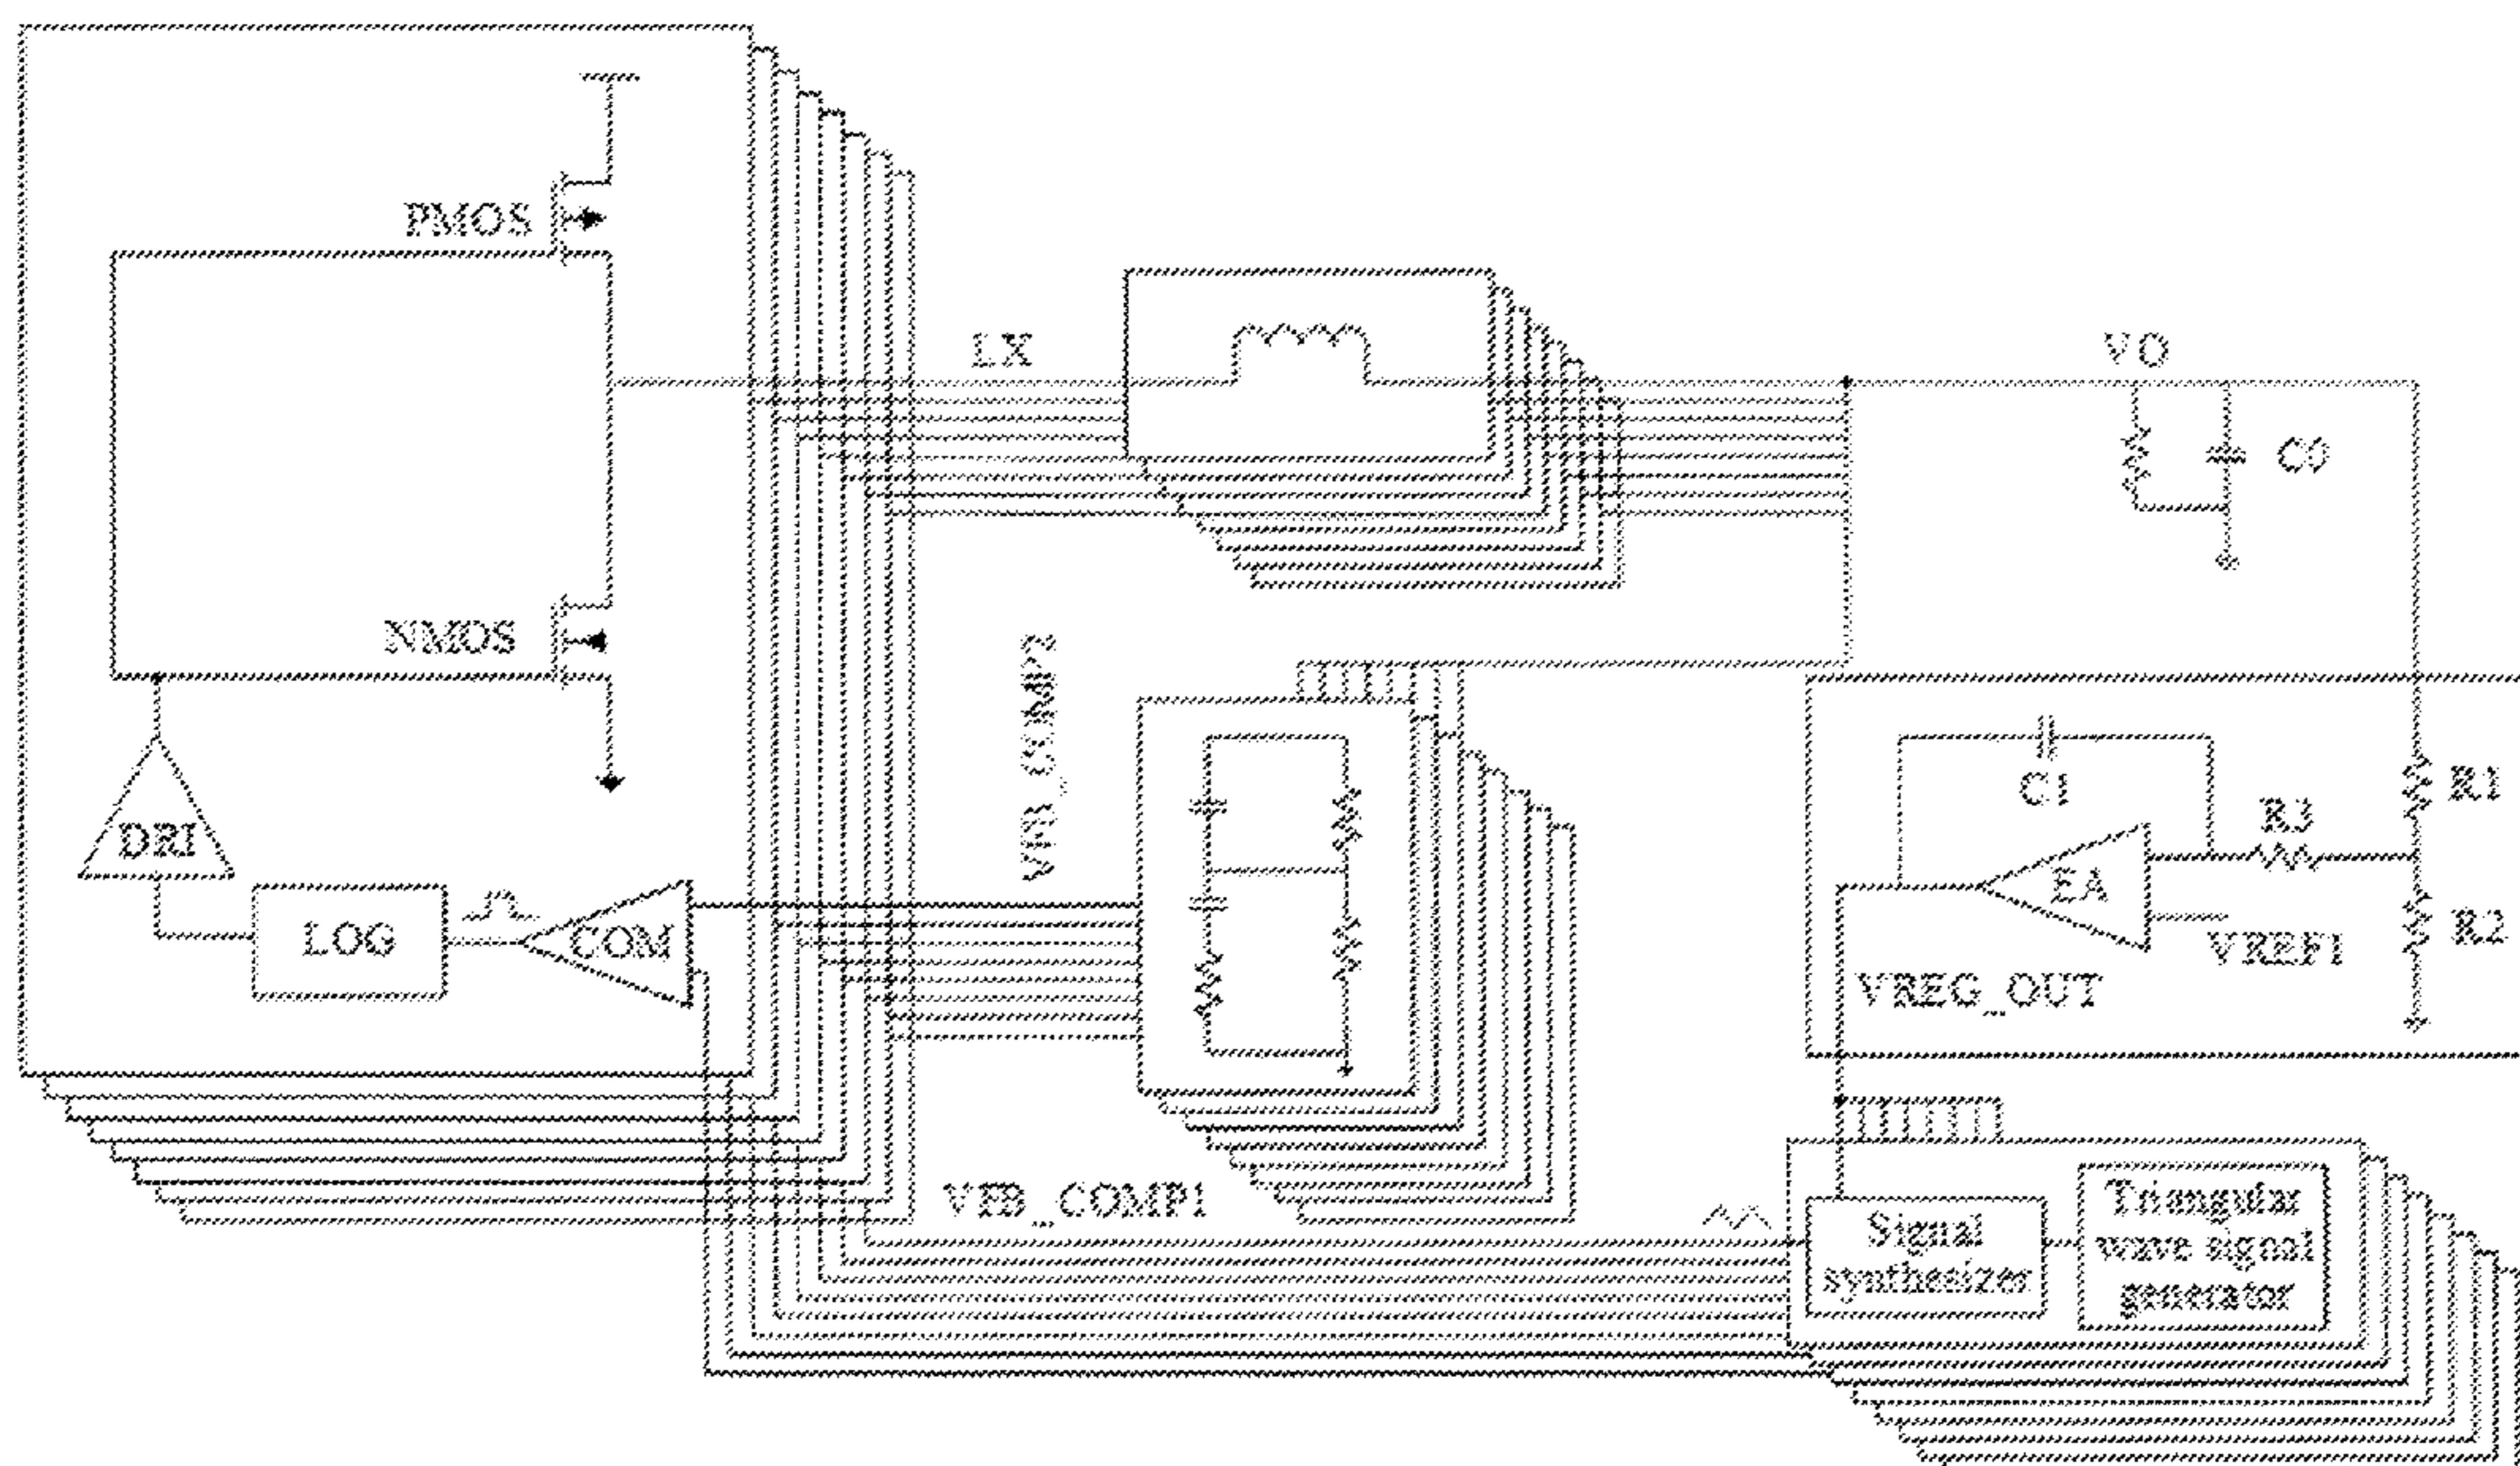 PMOS
LX
VO
C0
NMOS
VFB_COMP2
C1
R1
R3
DRI
EA
LOG
COM
R2
VREF1
VREG_OUT
VFB_COMP1
Signal
synthesizer
Triangular
wave signal
generator